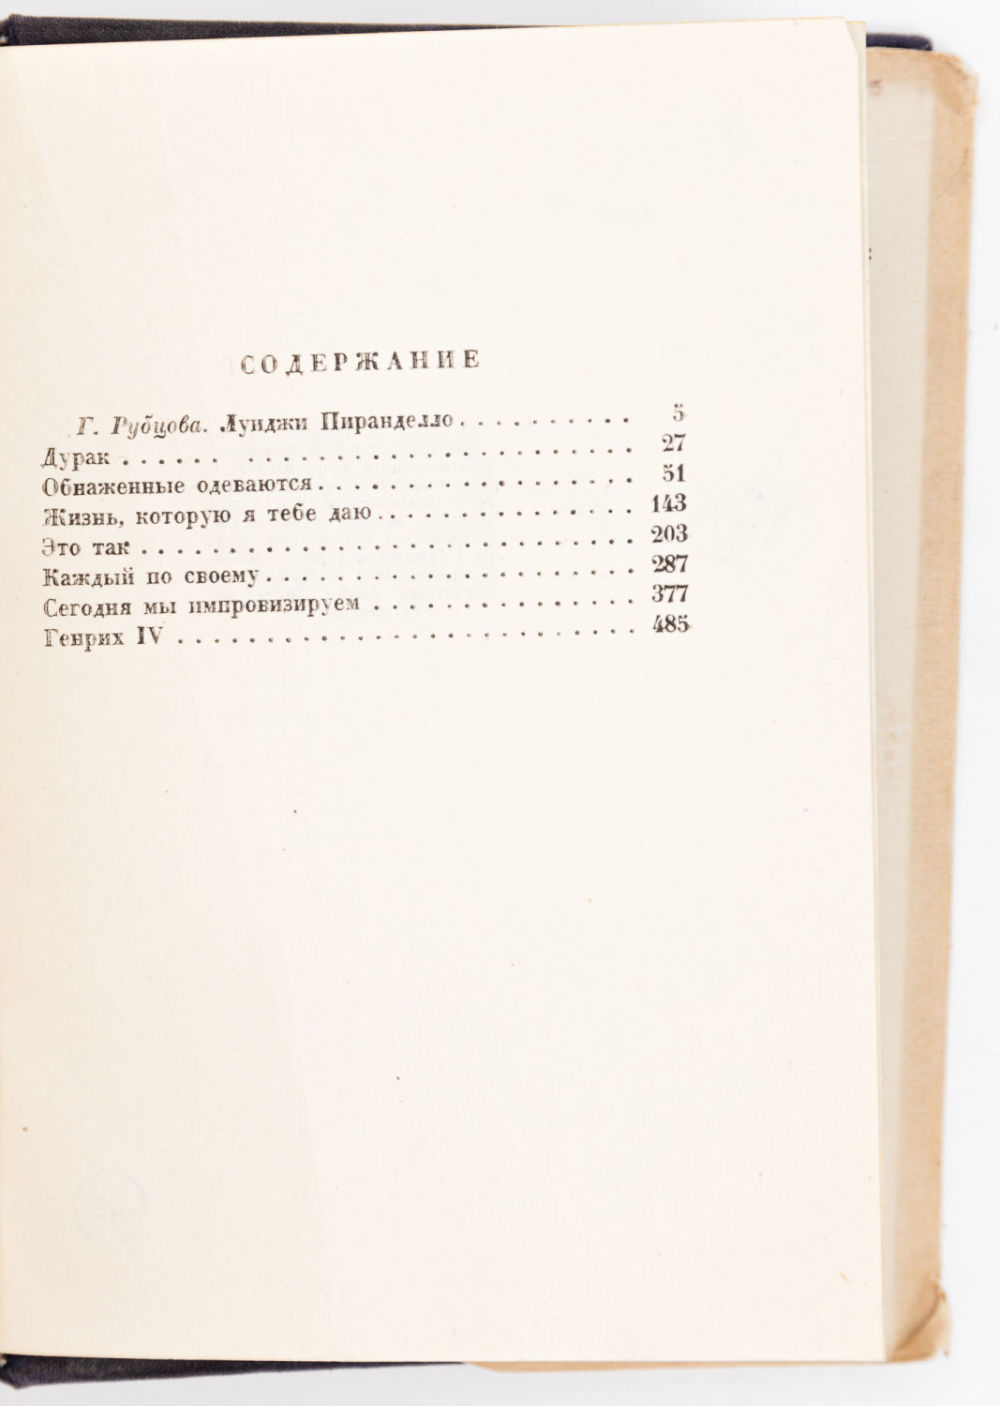 СОДЕРЖАНИЕ
Г. Рубцова. Луиджи Пиранделло . . . . . . . . . . 5
Дурак . . . . . . . . . . . . . . . . . . . . . . . . . . . 27
Обнаженные одеваются . . . . . . . . . . . . . . . . . . 51
Жизнь, которую я тебе даю . . . . . . . . . . . . . . . 143
Это так . . . . . . . . . . . . . . . . . . . . . . . . . . . . 203
Каждый по своему . . . . . . . . . . . . . . . . . . . . . 287
Сегодня мы импровизируем . . . . . . . . . . . . . . . 377
Генрих IV . . . . . . . . . . . . . . . . . . . . . . . . . . 485